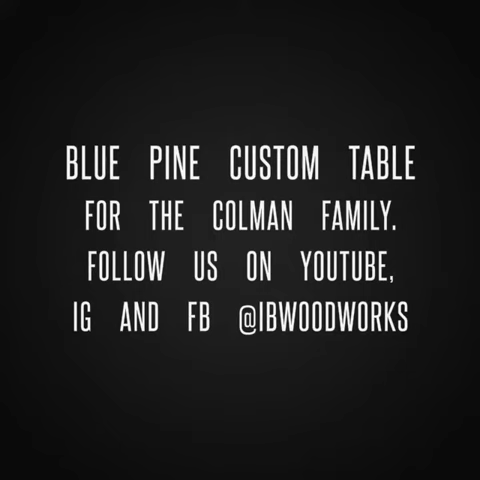 BLUE PINE CUSTOM TABLE
FOR THE COLMAN FAMILY.
FOLLOW US ON YOUTUBE,
IG AND FB @IBWOODWORKS